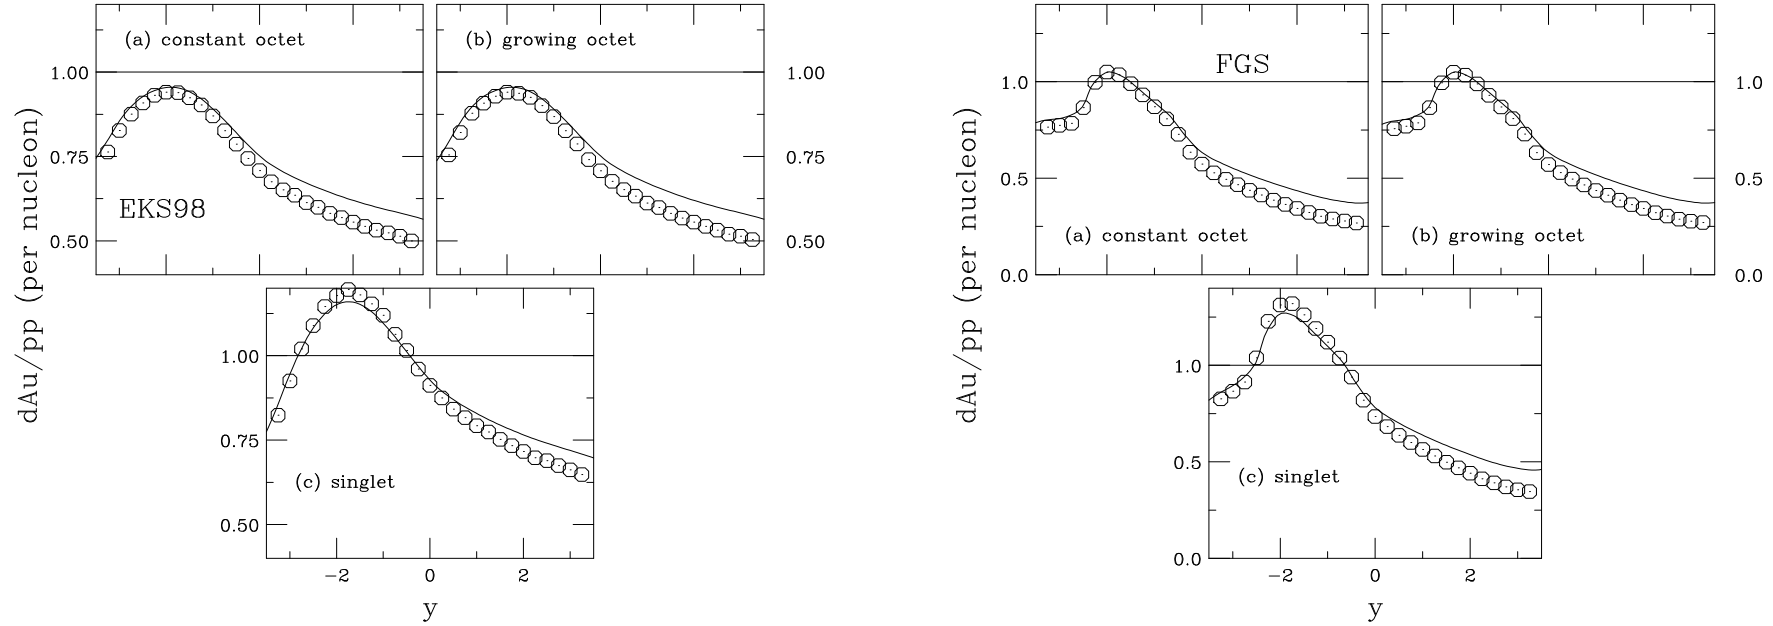 (a) constant octet
(b) growing octet
1.00
1.00
0.75
0.75
EKS98
0.50
0.50
dAu/pp (per nucleon)
1.00
0.75
(c) singlet
0.50
−2 0 2
y
FGS
1.0
1.0
0.5
0.5
(a) constant octet
(b) growing octet
0.0
0.0
dAu/pp (per nucleon)
1.0
0.5
(c) singlet
0.0
−2 0 2
y